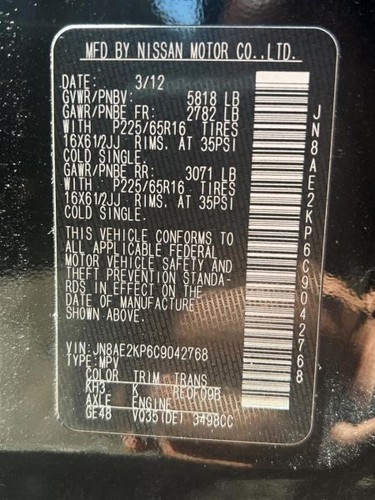 MFD BY NISSAN MOTOR CO.,LTD.
DATE: 3/12
GVWR/PNBV: 5818 LB
GAWR/PNBE FR: 2782 LB
WITH P225/65R16 TIRES
16X61/2JJ RIMS. AT 35PSI
COLD SINGLE.
GAWR/PNBE RR: 3071 LB
WITH P225/65R16 TIRES
16X61/2JJ RIMS. AT 35PSI
COLD SINGLE.
THIS VEHICLE CONFORMS TO
ALL APPLICABLE FEDERAL
MOTOR VEHICLE SAFETY AND
THEFT PREVENTION STANDA-
RDS IN EFFECT ON THE
DATE OF MANUFACTURE
SHOWN ABOVE.
VIN:JN8AE2KP6C9042768
TYPE:MPV
COLOR TRIM TRANS
KH3 K REOF09B
AXLE ENGINE
GE48 VQ35(DE) 3498CC
JN8AE2KP6C9042768